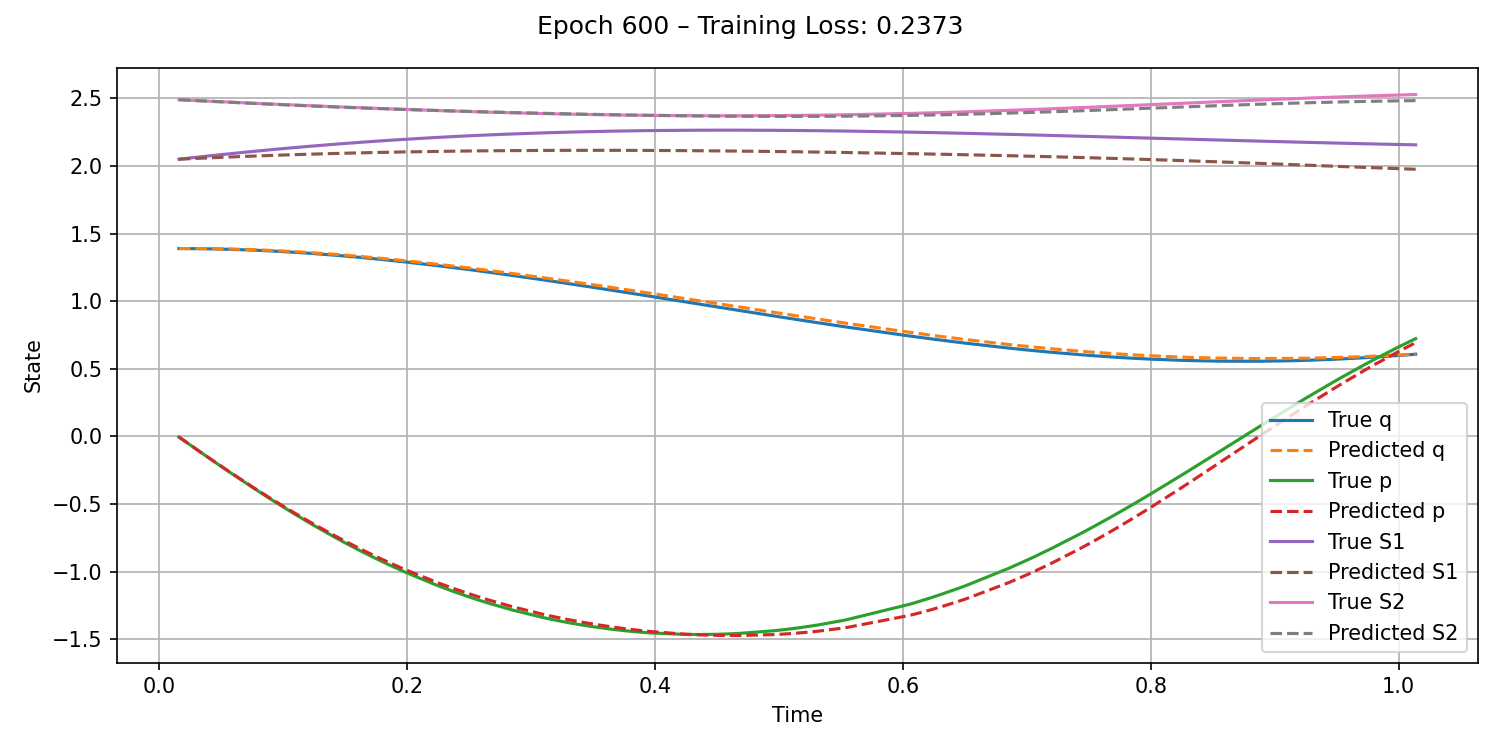 Epoch 600 – Training Loss: 0.2373
State
2.5
2.0
1.5
1.0
0.5
0.0
−0.5
−1.0
−1.5
0.0 0.2 0.4 0.6 0.8 1.0
Time
True q
Predicted q
True p
Predicted p
True S1
Predicted S1
True S2
Predicted S2